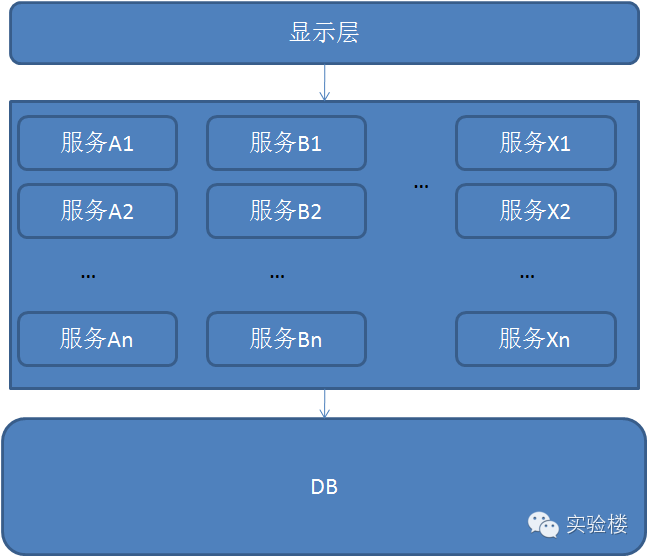 显示层
服务A1 服务B1 服务X1
...
服务A2 服务B2 服务X2
... ... ...
服务An 服务Bn 服务Xn
DB
实验楼